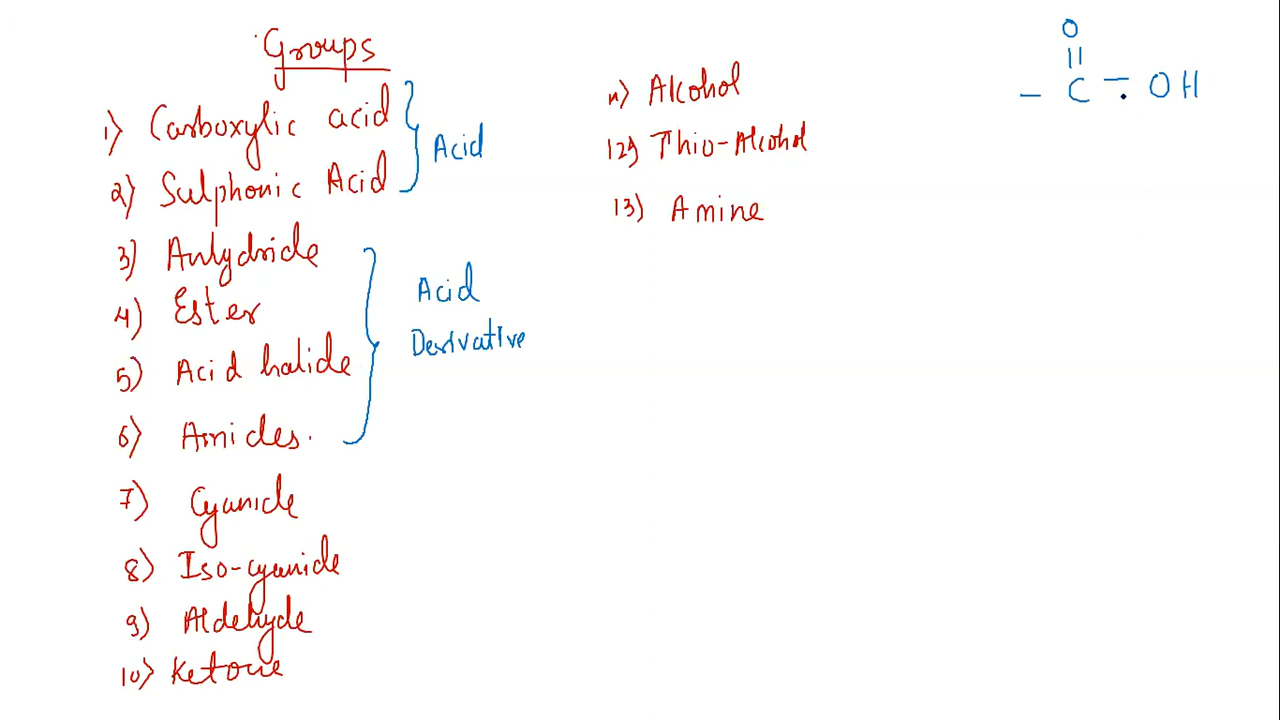 Groups
1) Carboxylic acid
2) Sulphonic Acid
Acid
3) Anhydride
4) Ester
5) Acid halide
6) Amides.
Acid
Derivative
7) Cyanide
8) Iso-cyanide
9) Aldehyde
10) Ketone
11) Alcohol
12) Thio-Alcohol
13) Amine
O
||
– C – OH